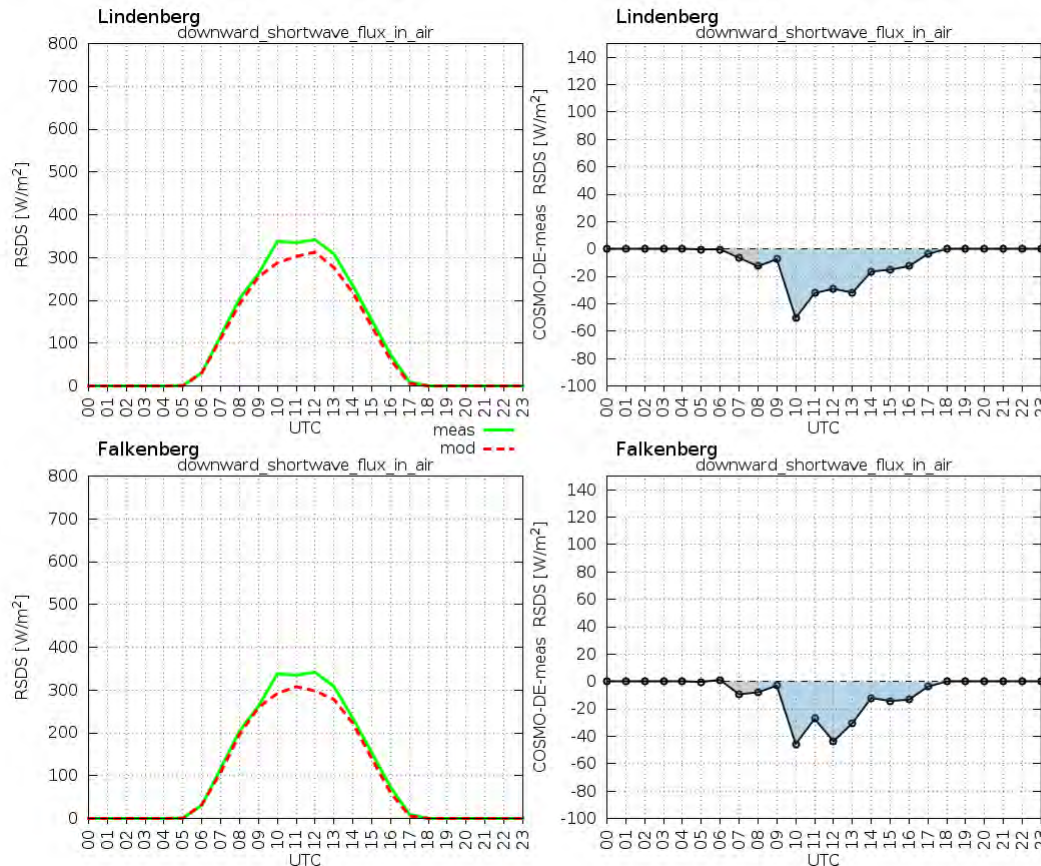 Lindenberg
downward_shortwave_flux_in_air
800
700
600
500
400
300
200
100
0
RSDS [W/m²]
00 01 02 03 04 05 06 07 08 09 10 11 12 13 14 15 16 17 18 19 20 21 22 23
UTC
Lindenberg
downward_shortwave_flux_in_air
140
120
100
80
60
40
20
0
-20
-40
-60
-80
-100
COSMO-DE-meas RSDS [W/m²]
00 01 02 03 04 05 06 07 08 09 10 11 12 13 14 15 16 17 18 19 20 21 22 23
UTC
meas
mod
Falkenberg
downward_shortwave_flux_in_air
800
700
600
500
400
300
200
100
0
RSDS [W/m²]
00 01 02 03 04 05 06 07 08 09 10 11 12 13 14 15 16 17 18 19 20 21 22 23
UTC
Falkenberg
downward_shortwave_flux_in_air
140
120
100
80
60
40
20
0
-20
-40
-60
-80
-100
COSMO-DE-meas RSDS [W/m²]
00 01 02 03 04 05 06 07 08 09 10 11 12 13 14 15 16 17 18 19 20 21 22 23
UTC